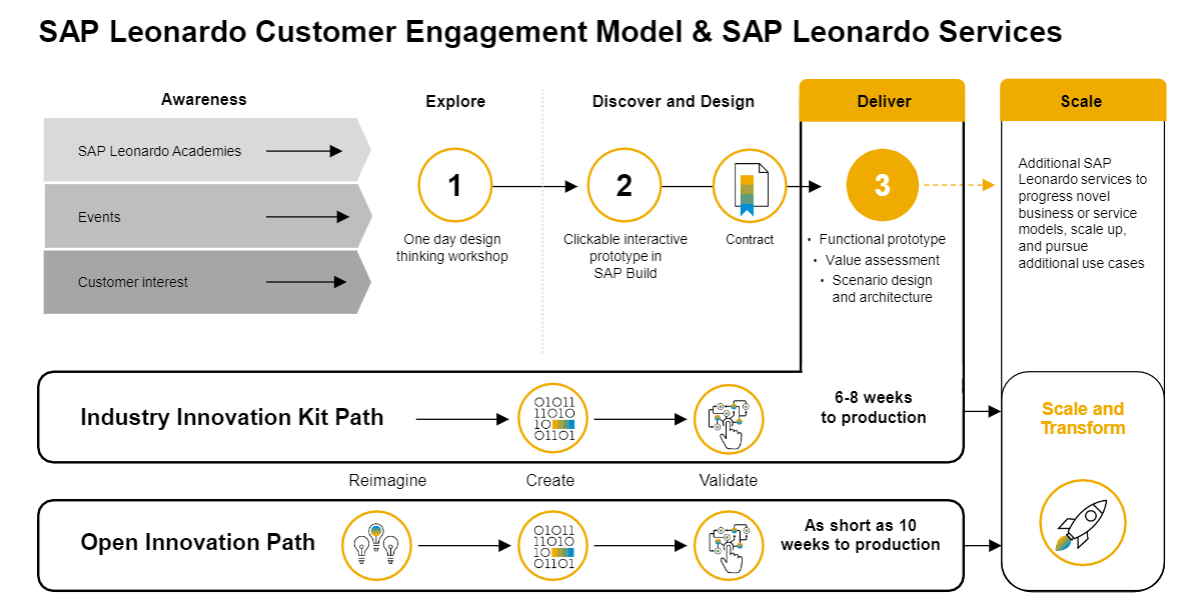 SAP Leonardo Customer Engagement Model & SAP Leonardo Services
Awareness
Explore
Discover and Design
Deliver
Scale
SAP Leonardo Academies
Events
Customer interest
1
One day design
thinking workshop
2
Clickable interactive
prototype in
SAP Build
Contract
3
• Functional prototype
• Value assessment
• Scenario design
and architecture
Additional SAP
Leonardo services to
progress novel
business or service
models, scale up,
and pursue
additional use cases
Industry Innovation Kit Path
01011
11010
10
01101
6-8 weeks
to production
Scale and
Transform
Reimagine
Create
Validate
Open Innovation Path
01011
11010
10
01101
As short as 10
weeks to production